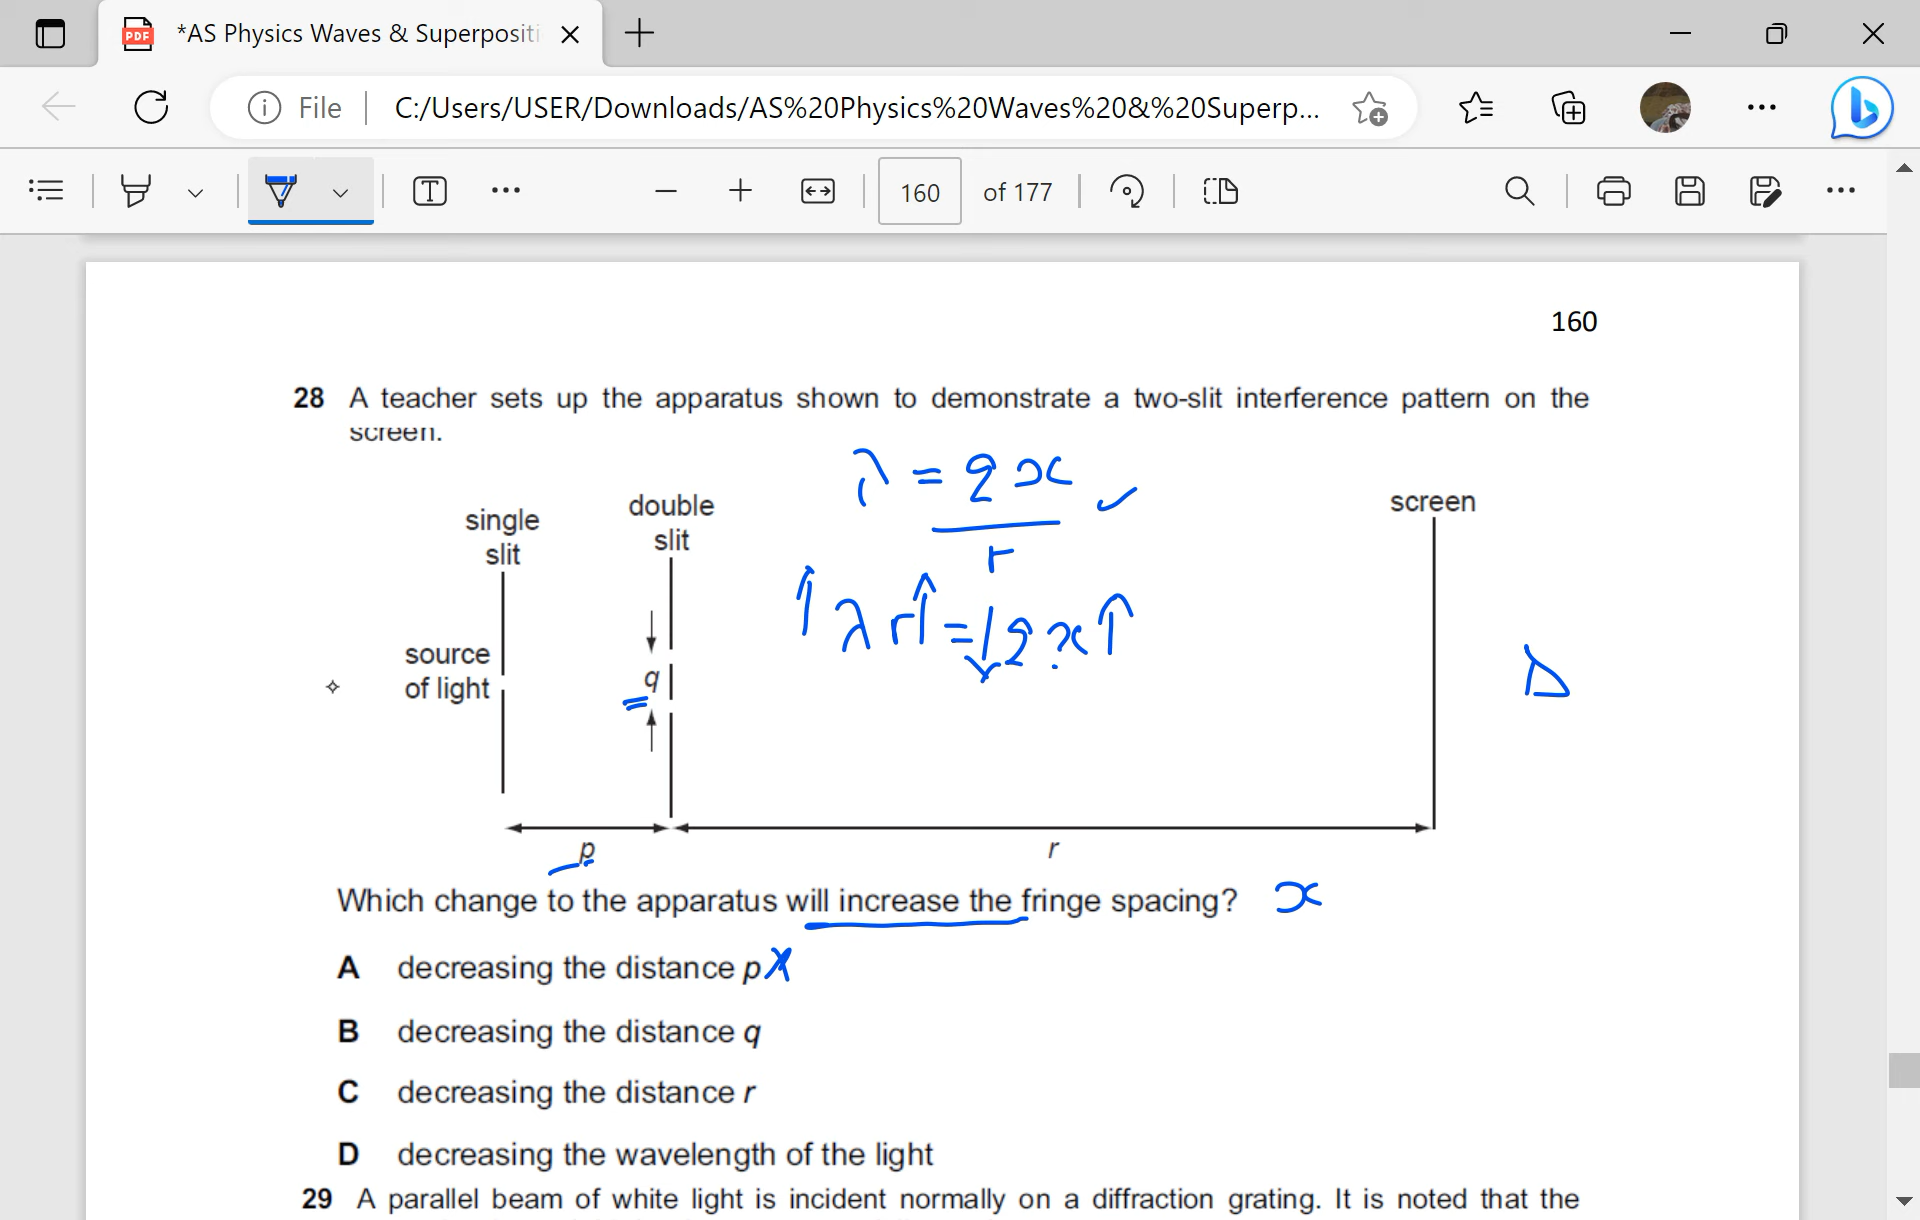 *AS Physics Waves & Superpositi
File
C:/Users/USER/Downloads/AS%20Physics%20Waves%20&%20Superp...
160 of 177
160
28 A teacher sets up the apparatus shown to demonstrate a two-slit interference pattern on the
screen.
λ = q x
r
single
slit
double
slit
screen
↑ λ r↑ = ↓ q x ↑
source
of light
q
D
p
r
Which change to the apparatus will increase the fringe spacing? x
A decreasing the distance p X
B decreasing the distance q
C decreasing the distance r
D decreasing the wavelength of the light
29 A parallel beam of white light is incident normally on a diffraction grating. It is noted that the